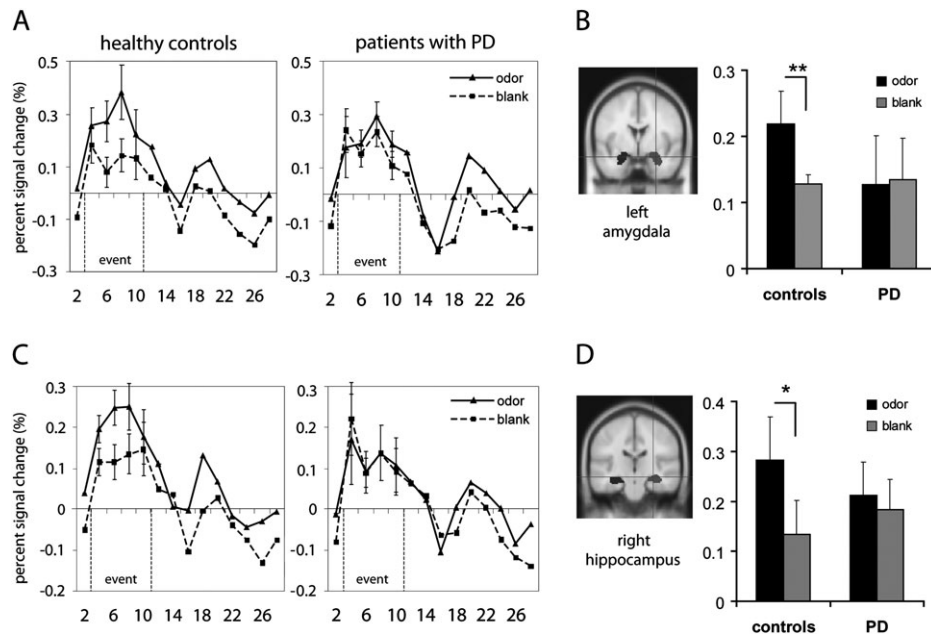 A
healthy controls
patients with PD
percent signal change (%)
0.5
0.3
0.1
-0.1
-0.3
event
2 6 10 14 18 22 26
0.5
0.3
0.1
-0.1
-0.3
odor
blank
event
2 6 10 14 18 22 26
B
left
amygdala
0.3
0.2
0.1
0
**
odor
blank
controls PD
C
percent signal change (%)
0.3
0.2
0.1
0
-0.1
-0.2
event
2 6 10 14 18 22 26
0.3
0.2
0.1
0
-0.1
-0.2
odor
blank
event
2 6 10 14 18 22 26
D
right
hippocampus
0.4
0.3
0.2
0.1
0
*
odor
blank
controls PD